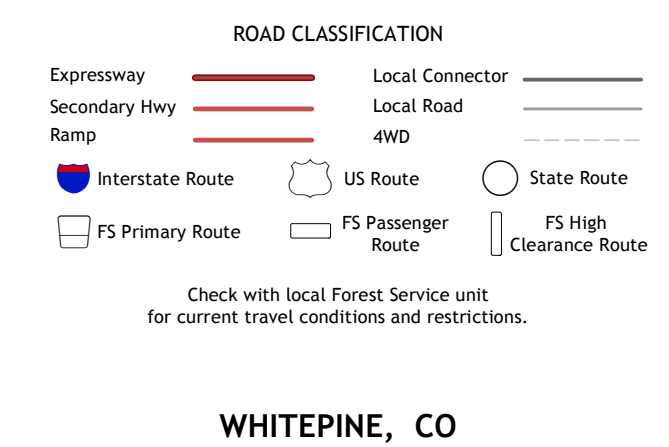 ROAD CLASSIFICATION
Expressway
Local Connector
Secondary Hwy
Local Road
Ramp
4WD
Interstate Route
US Route
State Route
FS Primary Route
FS Passenger
Route
FS High
Clearance Route
Check with local Forest Service unit
for current travel conditions and restrictions.
WHITEPINE, CO